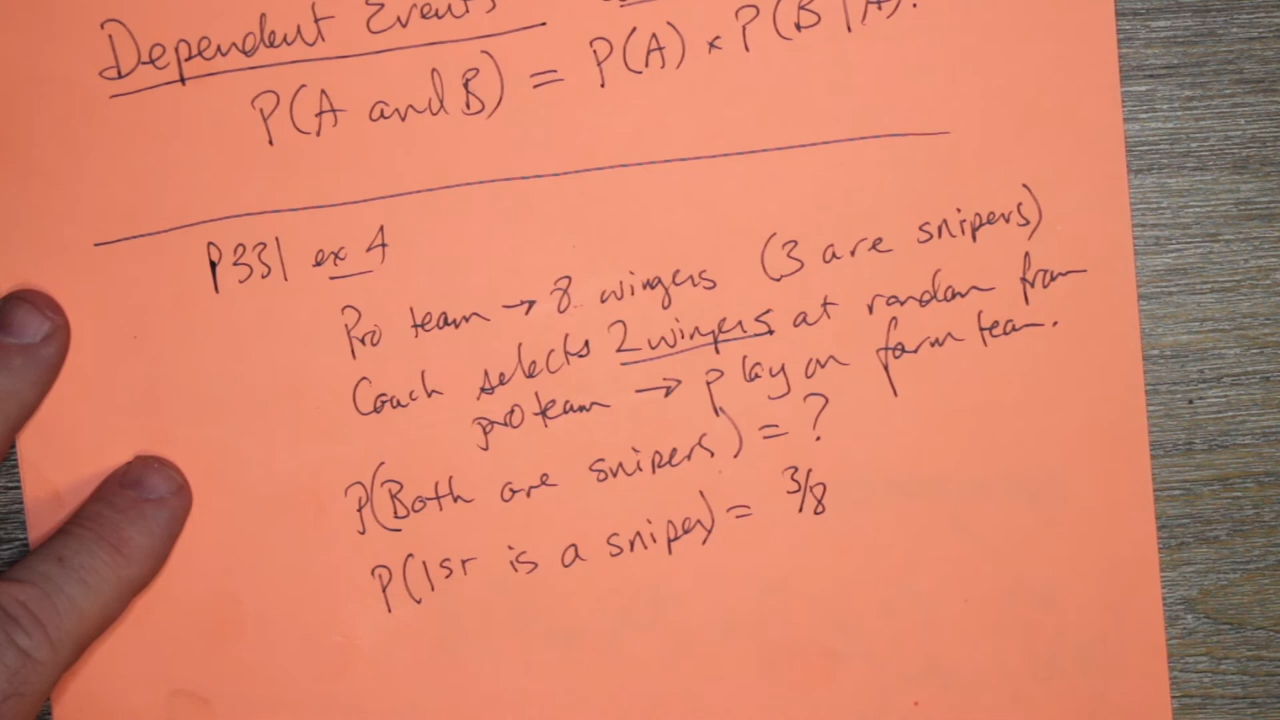 Dependent Events
P(A and B) = P(A) × P(B|A).
P331 ex 4
Pro team → 8 wingers (3 are snipers)
Coach selects 2 wingers at random from
pro team → play on farm team.
P(Both are snipers) = ?
P(1st is a sniper) = 3/8